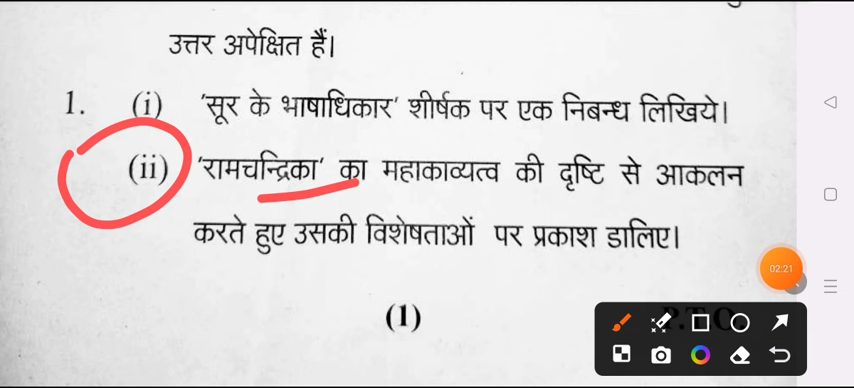 उत्तर अपेक्षित हैं।
1. (i) 'सूर के भाषाधिकार' शीर्षक पर एक निबन्ध लिखिये।
(ii) 'रामचन्द्रिका' का महाकाव्यत्व की दृष्टि से आकलन
करते हुए उसकी विशेषताओं पर प्रकाश डालिए।
02:21
(1) P.T.O.